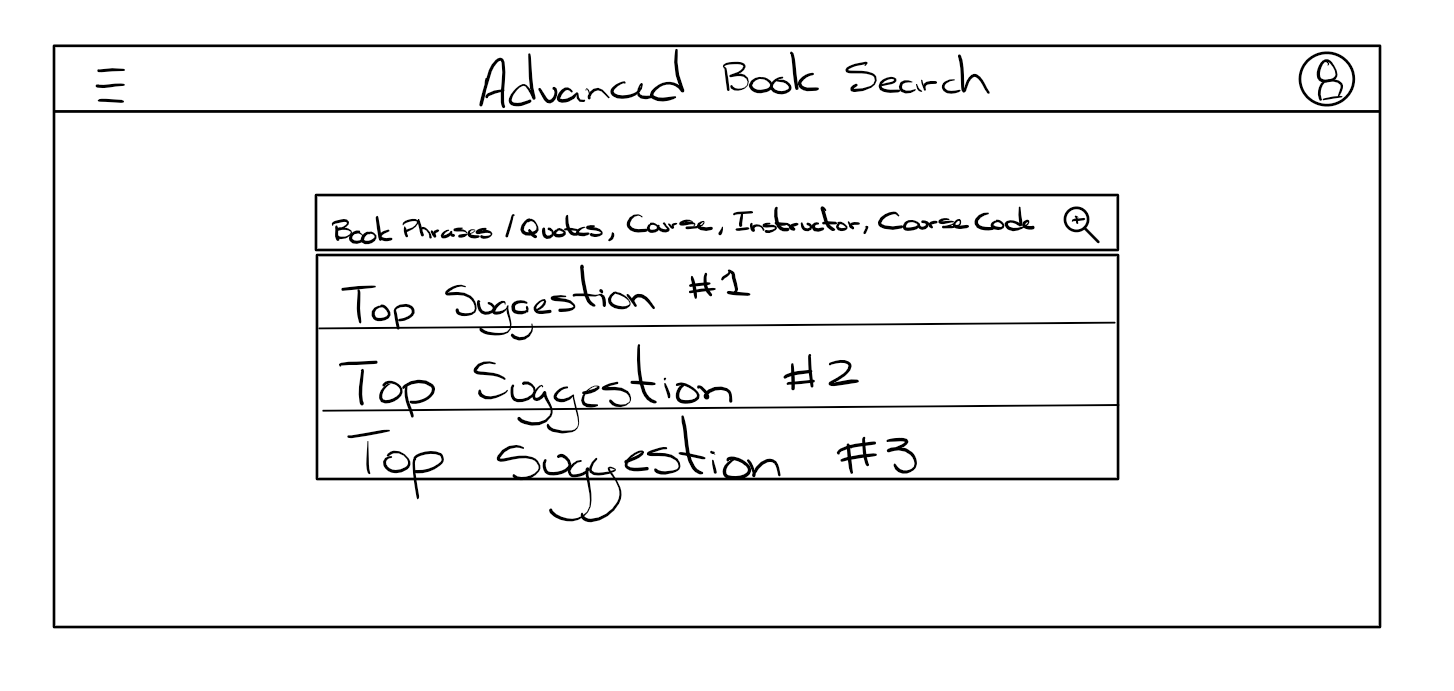 Advanced Book Search
Book Phrases / Quotes, Course, Instructor, Course Code
Top Suggestion #1
Top Suggestion #2
Top Suggestion #3